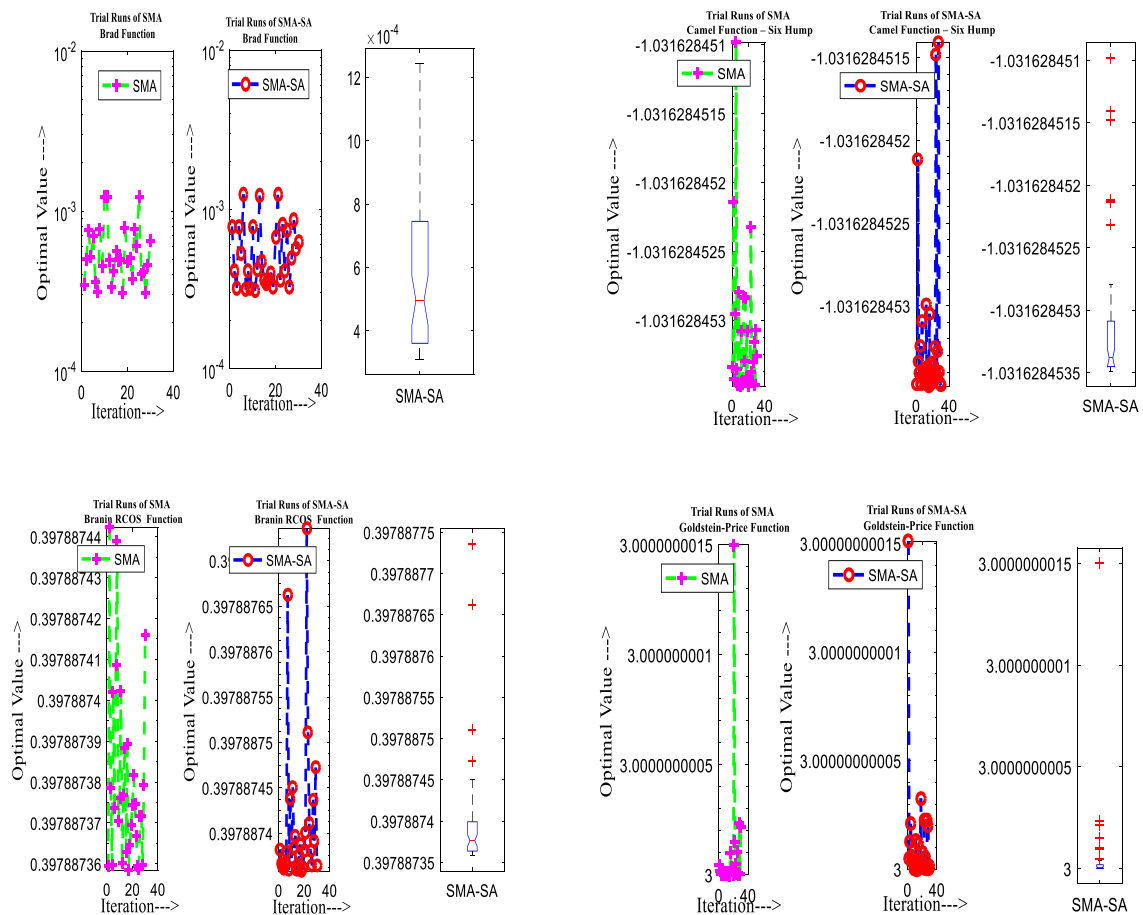 Trial Runs of SMA
Brad Function
10^-2
10^-3
10^-4
SMA
Optimal Value --->
0 20 40
Iteration--->
Trial Runs of SMA-SA
Brad Function
10^-2
10^-3
10^-4
SMA-SA
Optimal Value --->
0 20 40
Iteration--->
×10^-4
12
10
8
6
4
SMA-SA
Trial Runs of SMA
Camel Function – Six Hump
-1.031628451
-1.0316284515
-1.031628452
-1.0316284525
-1.031628453
SMA
Optimal Value --->
0 40
Iteration--->
Trial Runs of SMA-SA
Camel Function – Six Hump
-1.0316284515
-1.031628452
-1.0316284525
-1.031628453
SMA-SA
Optimal Value --->
0 40
Iteration--->
-1.031628451
-1.0316284515
-1.031628452
-1.0316284525
-1.031628453
-1.0316284535
SMA-SA
Trial Runs of SMA
Branin RCOS Function
0.39788744
0.39788743
0.39788742
0.39788741
0.3978874
0.397887739
0.397887738
0.397887737
0.397887736
SMA
Optimal Value --->
0 20 40
Iteration--->
Trial Runs of SMA-SA
Branin RCOS Function
0.39788765
0.3978876
0.39788755
0.3978875
0.39788745
0.3978874
SMA-SA
Optimal Value --->
0 20 40
Iteration--->
0.39788775
0.3978877
0.39788765
0.3978876
0.39788755
0.3978875
0.39788745
0.3978874
0.39788735
SMA-SA
Trial Runs of SMA
Goldstein-Price Function
3.0000000015
3.000000001
3.0000000005
3
SMA
Optimal Value --->
0 40
Iteration--->
Trial Runs of SMA-SA
Goldstein-Price Function
3.0000000015
3.000000001
3.0000000005
3
SMA-SA
Optimal Value --->
0 40
Iteration--->
3.0000000015
3.000000001
3.0000000005
3
SMA-SA